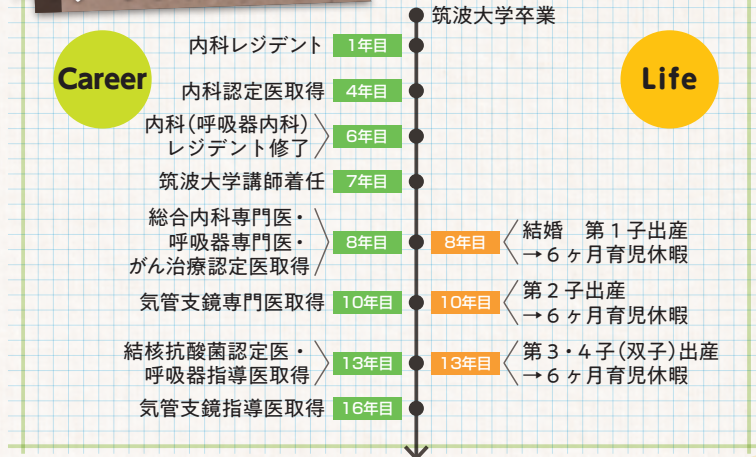 筑波大学卒業
Career
Life
内科レジデント 1年目
内科認定医取得 4年目
内科(呼吸器内科)
レジデント修了 6年目
筑波大学講師着任 7年目
総合内科専門医・
呼吸器専門医・
がん治療認定医取得 8年目
8年目 結婚 第1子出産
→6ヶ月育児休暇
気管支鏡専門医取得 10年目
10年目 第2子出産
→6ヶ月育児休暇
結核抗酸菌認定医・
呼吸器指導医取得 13年目
13年目 第3・4子(双子)出産
→6ヶ月育児休暇
気管支鏡指導医取得 16年目